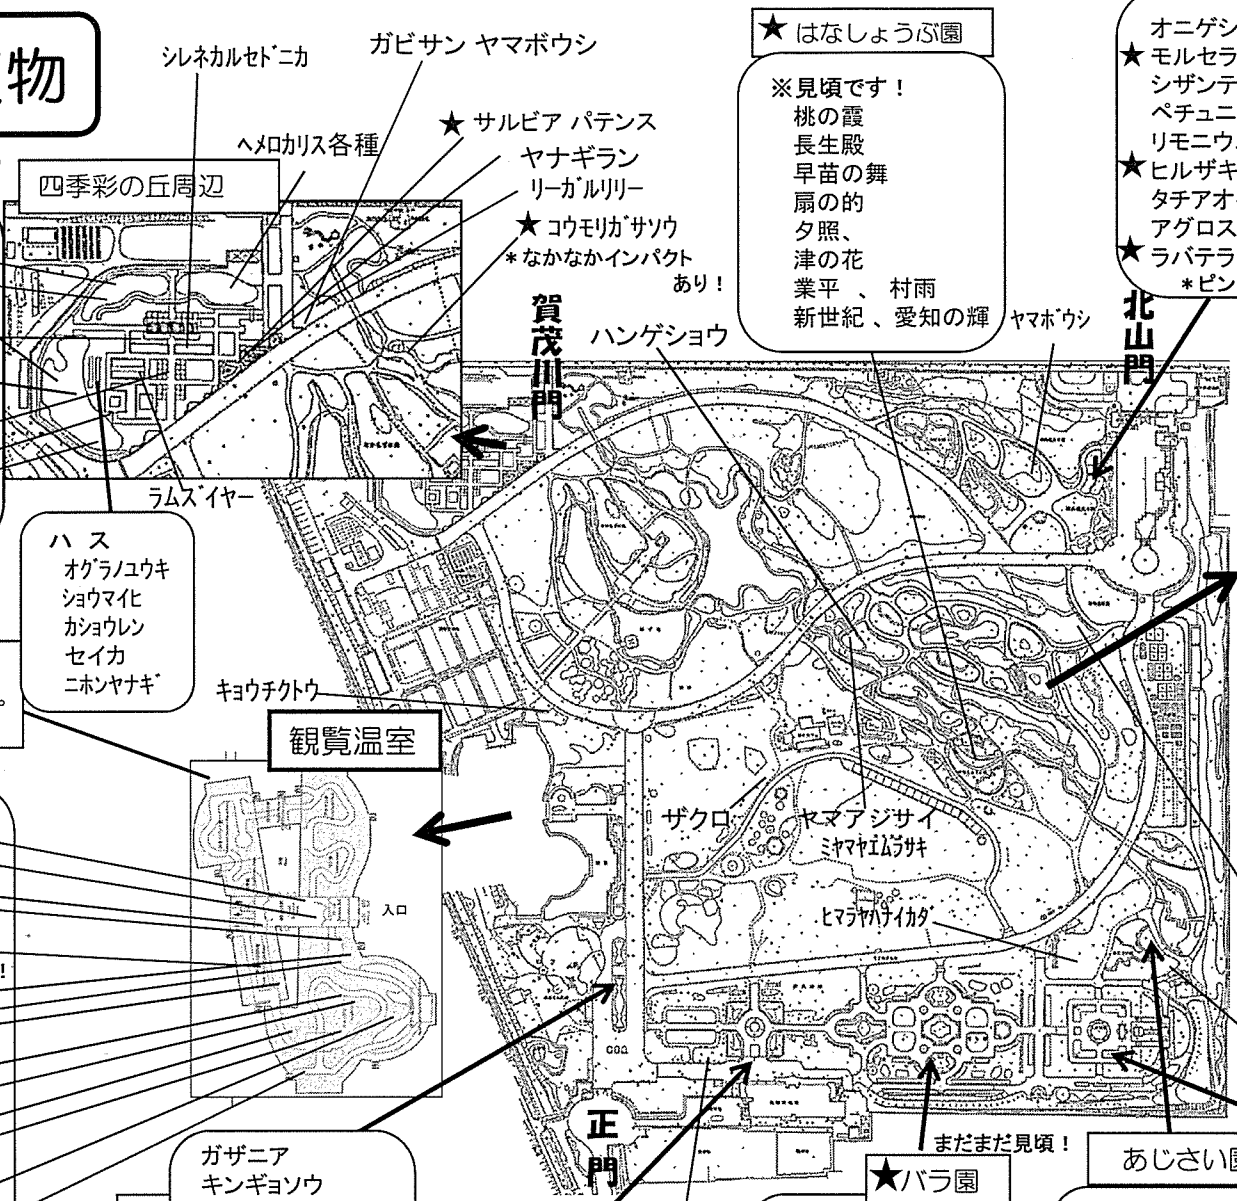 物
シレネカルセドニカ
ガビサン ヤマボウシ
★ はなしょうぶ園
※見頃です！
桃の霞
長生殿
早苗の舞
扇の的
夕照、
津の花
業平 、 村雨
新世紀 、愛知の輝
オニゲシ
★ モルセラ
シザンテ
ペチュニ
リモニウ
★ ヒルザキ
タチアオ
アグロス
★ ラバテラ
＊ピン
ヘメロカリス各種
★ サルビア パテンス
ヤナギラン
リーガルリリー
★ コウモリガサソウ
＊なかなかインパクト
あり！
四季彩の丘周辺
賀茂川門
ハンゲショウ
ヤマボウシ
北山門
ラムズイヤー
ハ ス
オグラノユウキ
ショウマイヒ
カショウレン
セイカ
ニホンヤナギ
キョウチクトウ
観覧温室
入口
ザクロ
ヤマアジサイ
ミヤマヤエムラサキ
ヒマラヤハナイカダ
正門
ガザニア
キンギョソウ
まだまだ見頃！
★バラ園
あじさい園